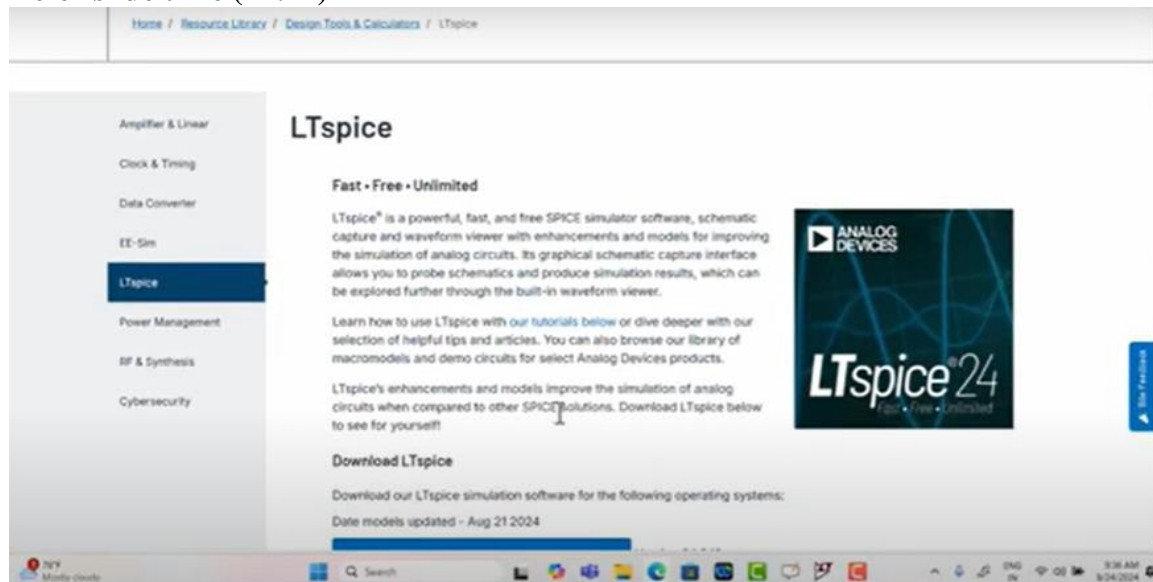 Home / Resource Library / Design Tools & Calculators / LTspice
Amplifier & Linear
Clock & Timing
Data Converter
EE-Sim
LTspice
Power Management
RF & Synthesis
Cybersecurity
LTspice
Fast • Free • Unlimited
LTspice® is a powerful, fast, and free SPICE simulator software, schematic
capture and waveform viewer with enhancements and models for improving
the simulation of analog circuits. Its graphical schematic capture interface
allows you to probe schematics and produce simulation results, which can
be explored further through the built-in waveform viewer.
Learn how to use LTspice with our tutorials below or dive deeper with our
selection of helpful tips and articles. You can also browse our library of
macromodels and demo circuits for select Analog Devices products.
LTspice's enhancements and models improve the simulation of analog
circuits when compared to other SPICE solutions. Download LTspice below
to see for yourself!
Download LTspice
Download our LTspice simulation software for the following operating systems:
Date models updated - Aug 21 2024
ANALOG
DEVICES
LTspice®24
Fast • Free • Unlimited
Site Feedback
Mostly cloudy
Search
ENG
IN
9:36 AM